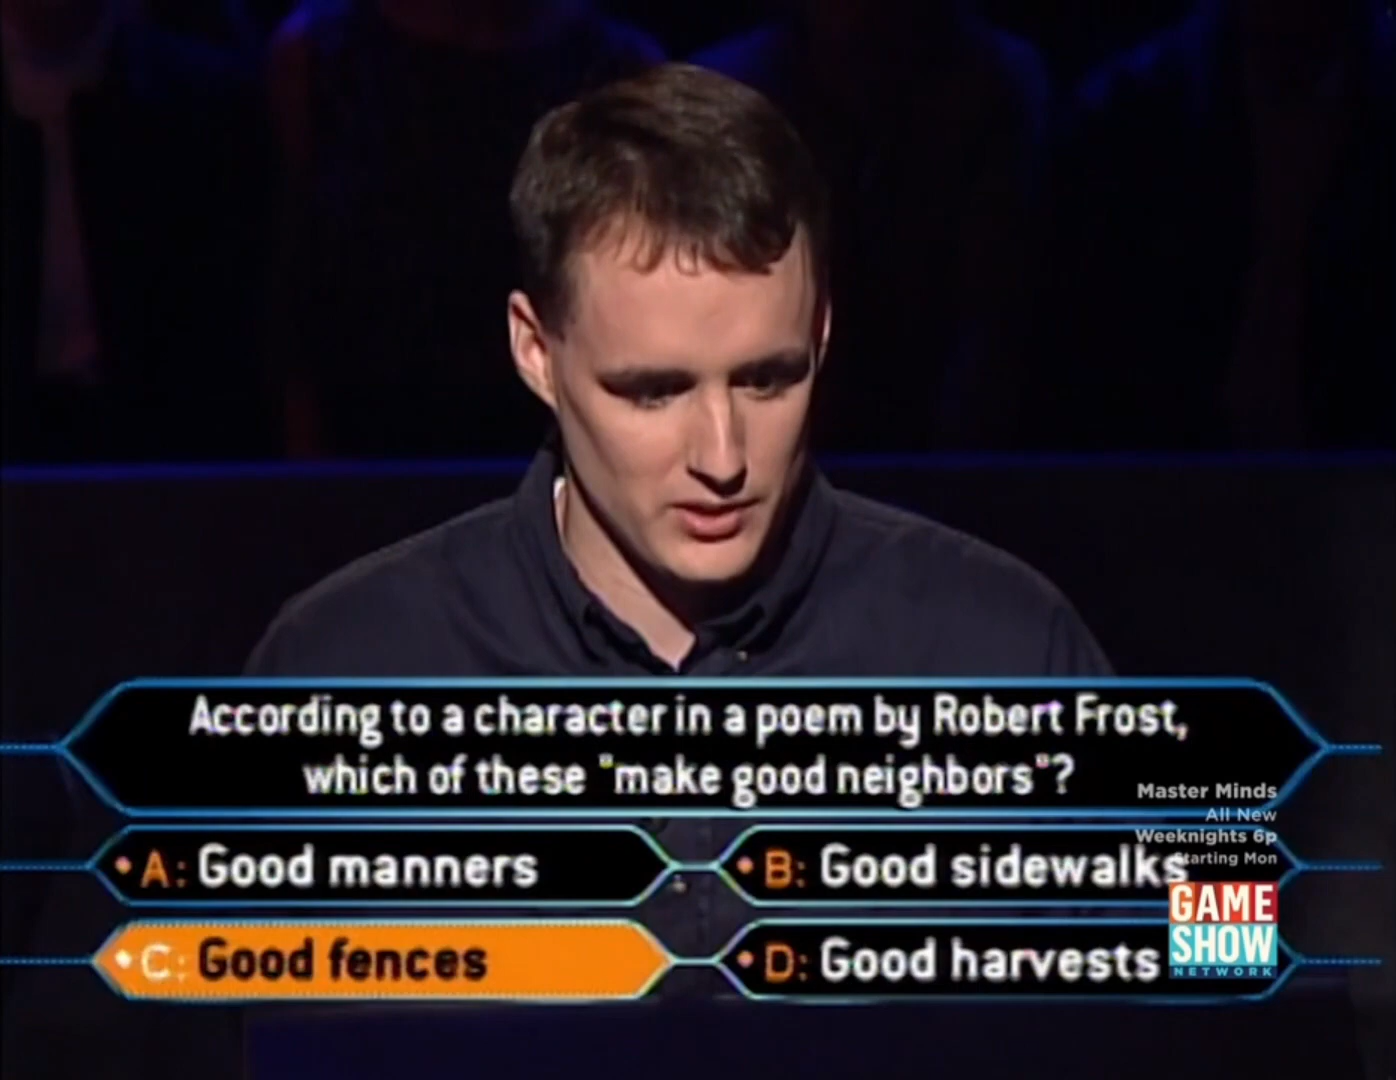 According to a character in a poem by Robert Frost,
which of these "make good neighbors"?
Master Minds
All New
Weeknights 6p
Starting Mon
A: Good manners
B: Good sidewalks
C: Good fences
D: Good harvests
GAME
SHOW
NETWORK